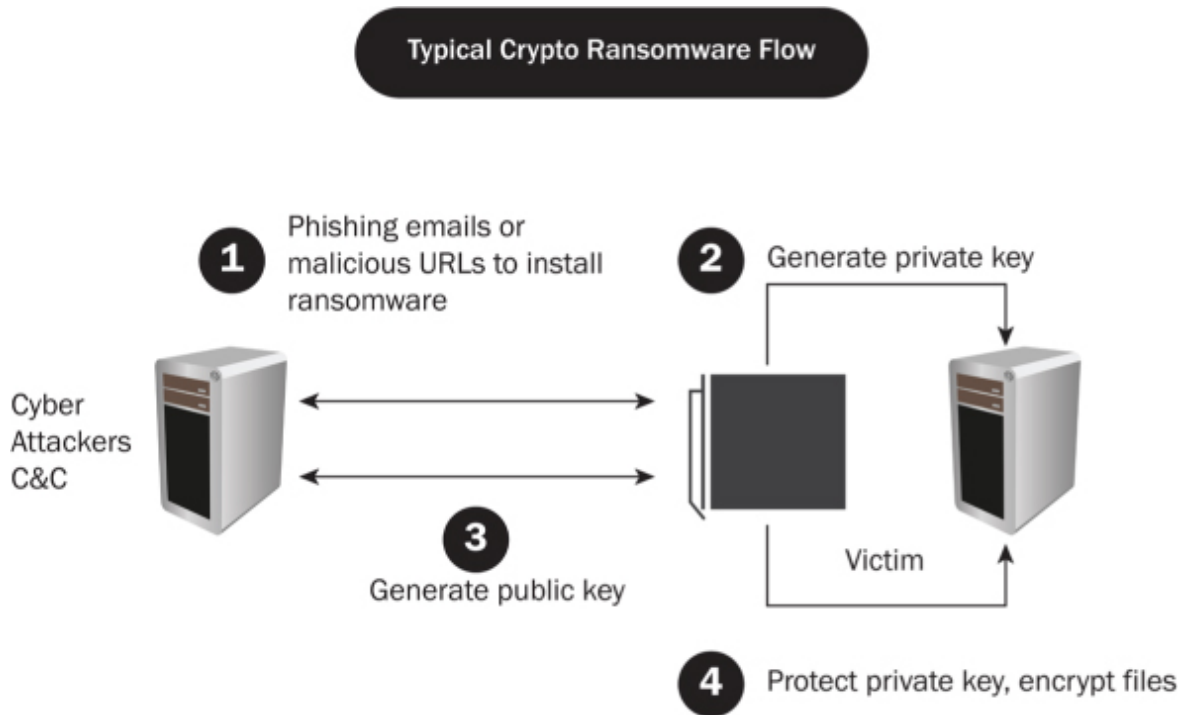 Typical Crypto Ransomware Flow
1
Phishing emails or
malicious URLs to install
ransomware
2
Generate private key
Cyber
Attackers
C&C
3
Generate public key
Victim
4
Protect private key, encrypt files